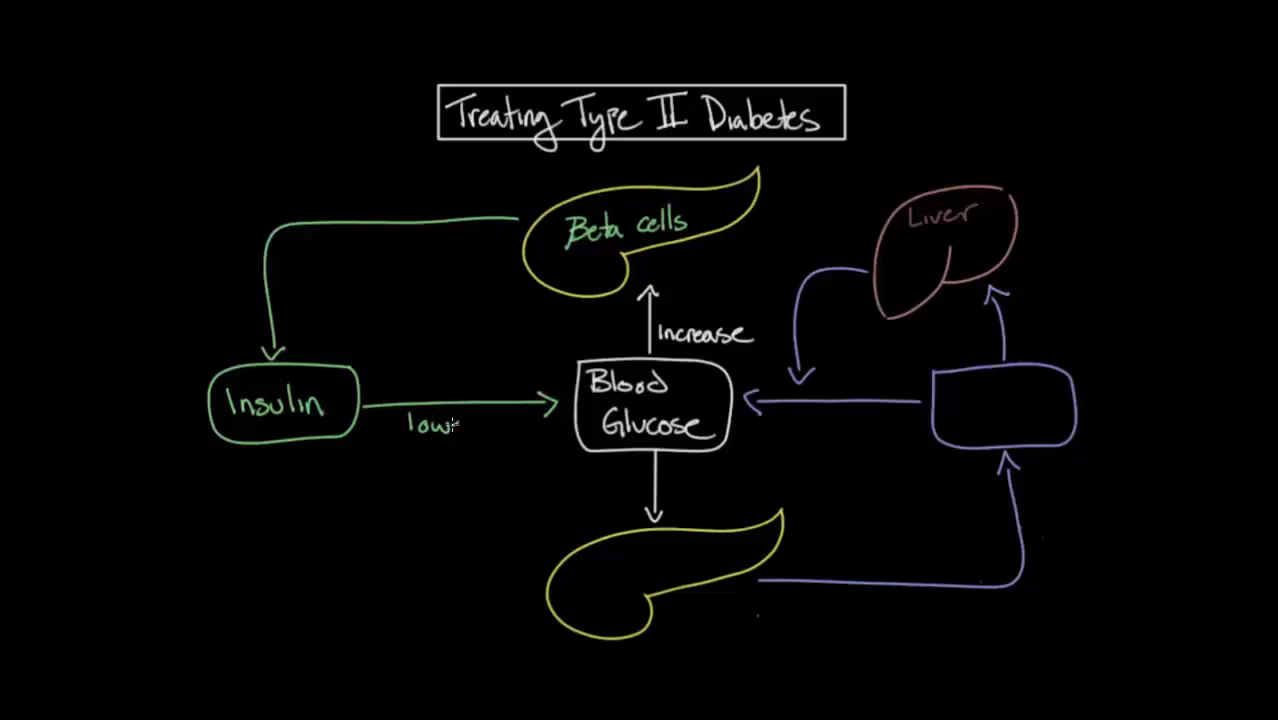 Treating Type II Diabetes
Beta cells
Liver
Increase
Blood
Glucose
Insulin
low